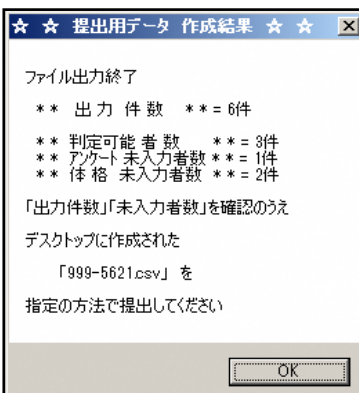 ☆ ☆ 提出用データ 作成結果 ☆ ☆
ファイル出力終了
** 出 力 件 数 ** = 6件
** 判定可能 者 数 ** = 3件
** アンケート 未入力者数 ** = 1件
** 体 格 未入力者数 ** = 2件
「出力件数」「未入力者数」を確認のうえ
デスクトップに作成された
「999-5621.csv」 を
指定の方法で提出してください
OK